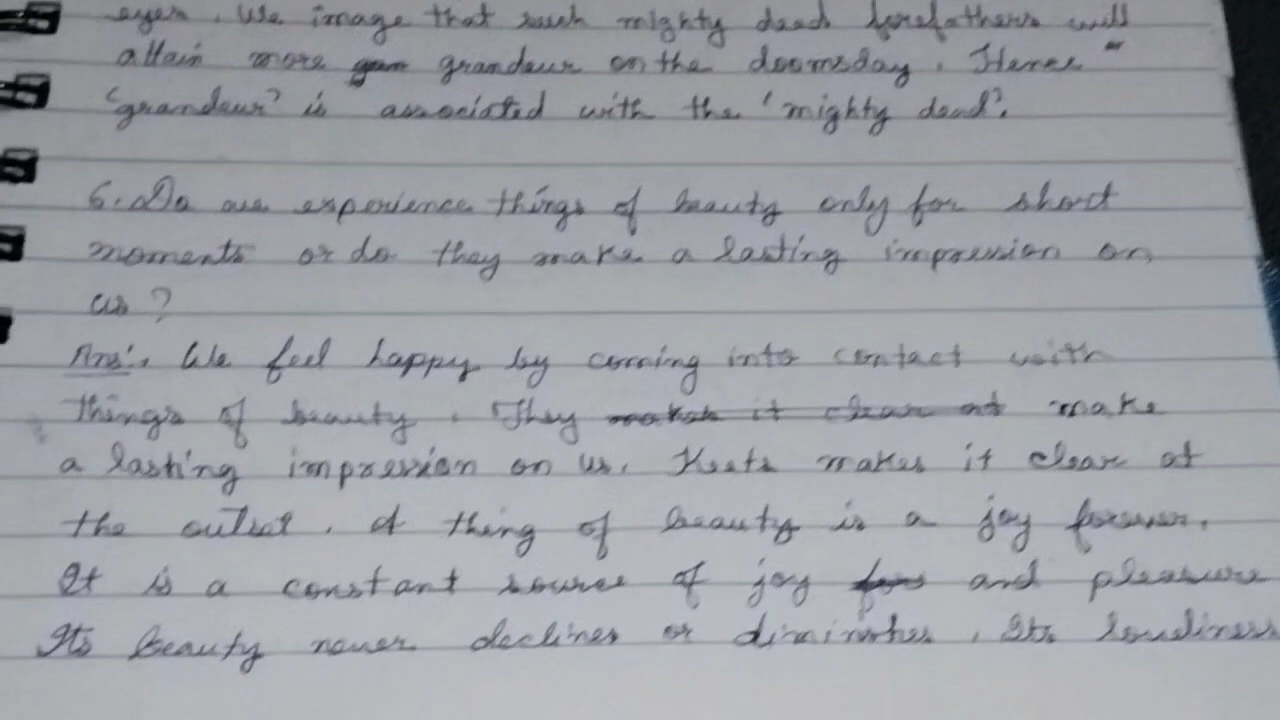 eyes. We image that such mighty dead forefathers will
attain more grandeur on the doomsday. Hence
'grandeur' is associated with the 'mighty dead'.
6. Do we experience things of beauty only for short
moments or do they make a lasting impression on
us?
Ans:. We feel happy by coming into contact with
things of beauty. They makes it clear at make
a lasting impression on us. Keats makes it clear at
the outset. A thing of beauty is a joy forever.
It is a constant source of joy and pleasure
Its beauty never declines or diminishes. Its loveliness